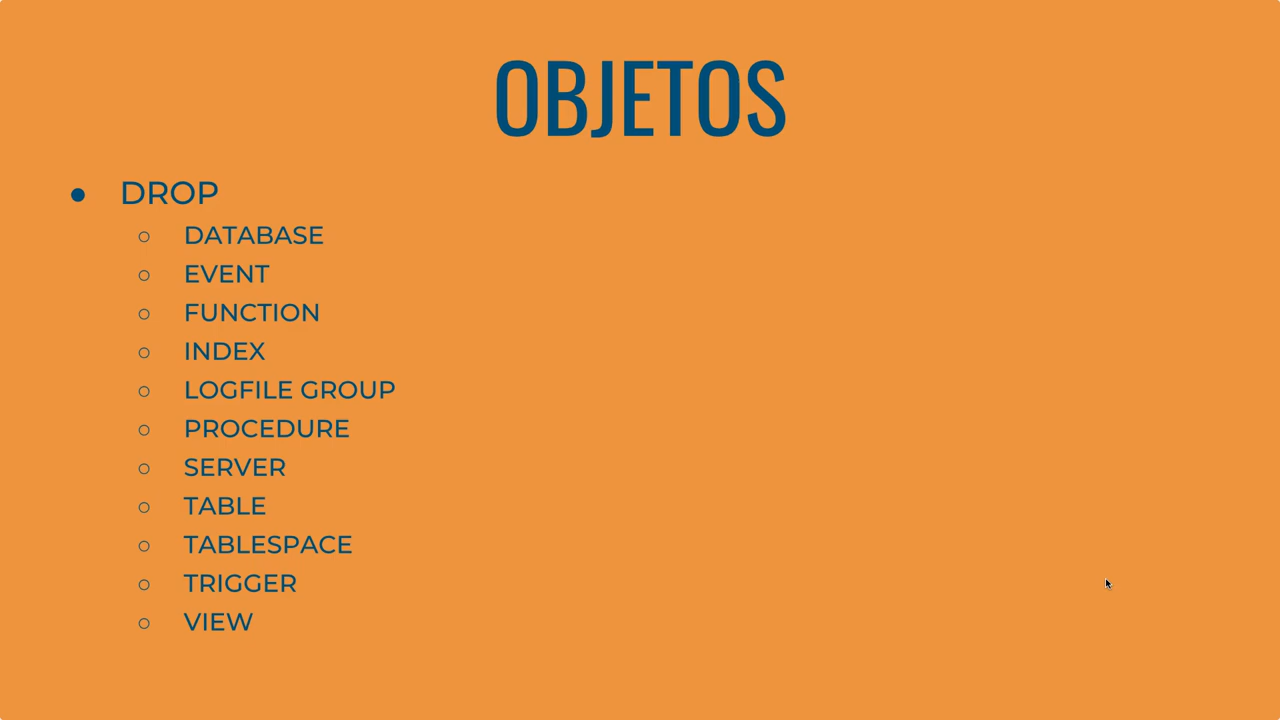 OBJETOS
● DROP
○ DATABASE
○ EVENT
○ FUNCTION
○ INDEX
○ LOGFILE GROUP
○ PROCEDURE
○ SERVER
○ TABLE
○ TABLESPACE
○ TRIGGER
○ VIEW